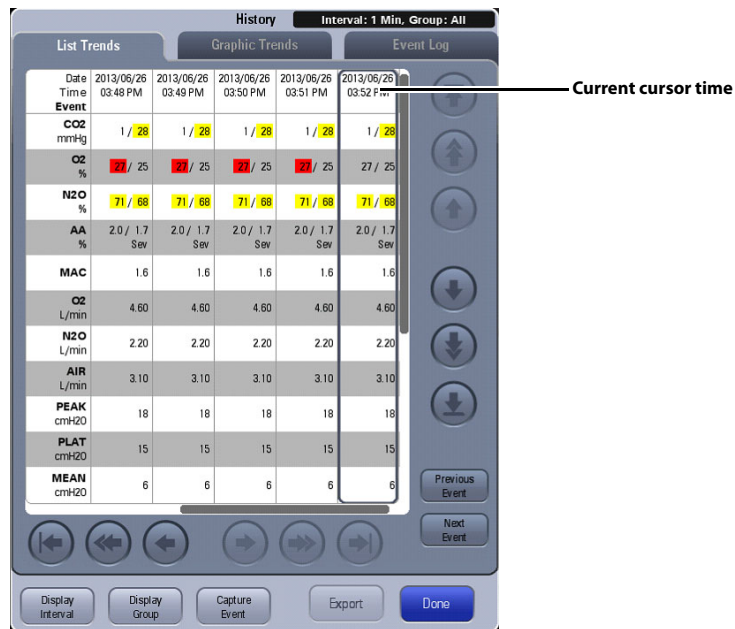 History
Interval: 1 Min, Group: All
List Trends
Graphic Trends
Event Log
Date 2013/06/26 2013/06/26 2013/06/26 2013/06/26 2013/06/26
Time 03:48 PM 03:49 PM 03:50 PM 03:51 PM 03:52 PM
Current cursor time
Event
CO2 1 / 28 1 / 28 1 / 28 1 / 28 1 / 28
mmHg
O2 27 / 25 27 / 25 27 / 25 27 / 25 27 / 25
%
N2O 71 / 68 71 / 68 71 / 68 71 / 68 71 / 68
%
AA 2.0 / 1.7 2.0 / 1.7 2.0 / 1.7 2.0 / 1.7 2.0 / 1.7
% Sev Sev Sev Sev Sev
MAC 1.6 1.6 1.6 1.6 1.6
O2 4.60 4.60 4.60 4.60 4.60
L/min
N2O 2.20 2.20 2.20 2.20 2.20
L/min
AIR 3.10 3.10 3.10 3.10 3.10
L/min
PEAK 18 18 18 18 18
cmH2O
PLAT 15 15 15 15 15
cmH2O
MEAN 6 6 6 6 6
cmH2O
Previous
Event
Next
Event
Display
Interval
Display
Group
Capture
Event
Export
Done